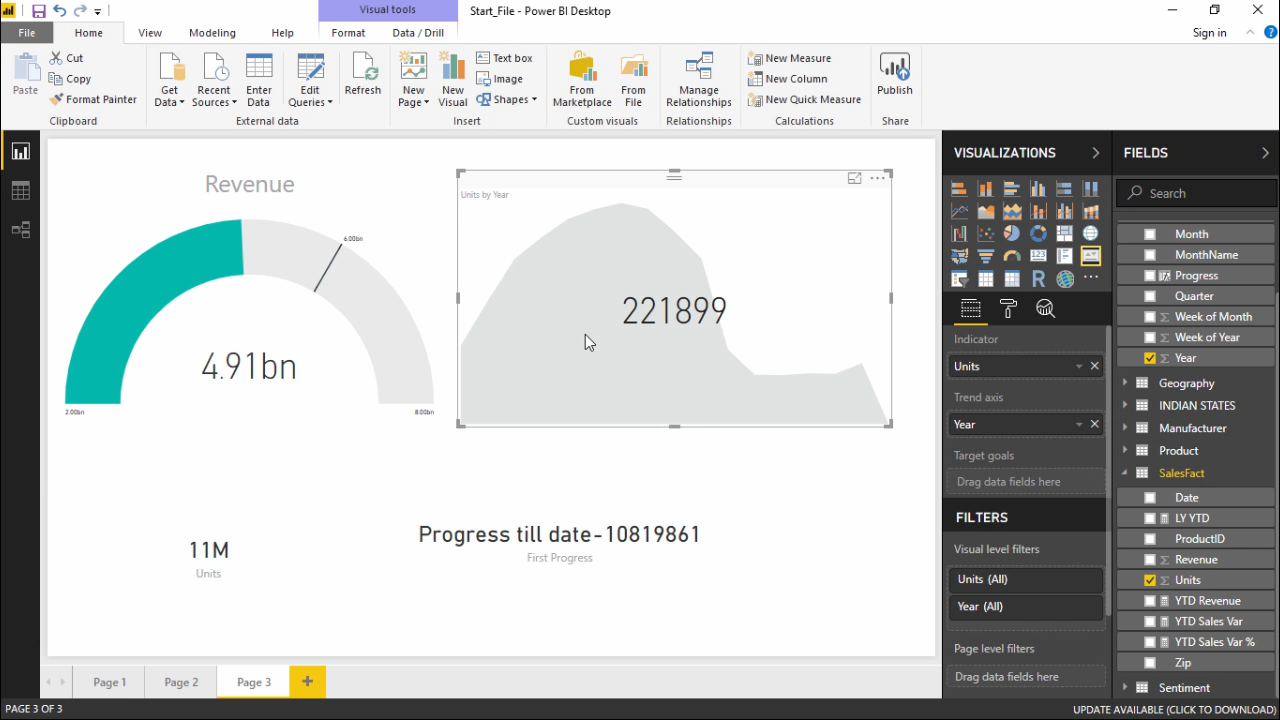 Visual tools
Start_File - Power BI Desktop
File
Home
View
Modeling
Help
Format
Data / Drill
Sign in
Paste
Cut
Copy
Format Painter
Clipboard
Get Data
Recent Sources
Enter Data
Edit Queries
Refresh
External data
New Page
New Visual
Text box
Image
Shapes
Insert
From Marketplace
From File
Custom visuals
Manage Relationships
Relationships
New Measure
New Column
New Quick Measure
Calculations
Publish
Share
Revenue
6.00bn
4.91bn
2.00bn
8.00bn
Units by Year
221899
11M
Units
Progress till date-10819861
First Progress
VISUALIZATIONS
123
R
Indicator
Units
Trend axis
Year
Target goals
Drag data fields here
FILTERS
Visual level filters
Units (All)
Year (All)
Page level filters
Drag data fields here
FIELDS
Search
Month
MonthName
Progress
Quarter
Week of Month
Week of Year
Year
Geography
INDIAN STATES
Manufacturer
Product
SalesFact
Date
LY YTD
ProductID
Revenue
Units
YTD Revenue
YTD Sales Var
YTD Sales Var %
Zip
Sentiment
Page 1
Page 2
Page 3
PAGE 3 OF 3
UPDATE AVAILABLE (CLICK TO DOWNLOAD)